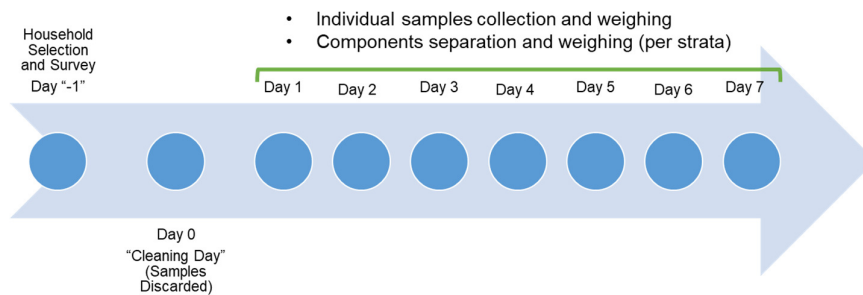 • Individual samples collection and weighing
• Components separation and weighing (per strata)
Household
Selection
and Survey
Day “-1”
Day 1
Day 2
Day 3
Day 4
Day 5
Day 6
Day 7
Day 0
“Cleaning Day”
(Samples
Discarded)